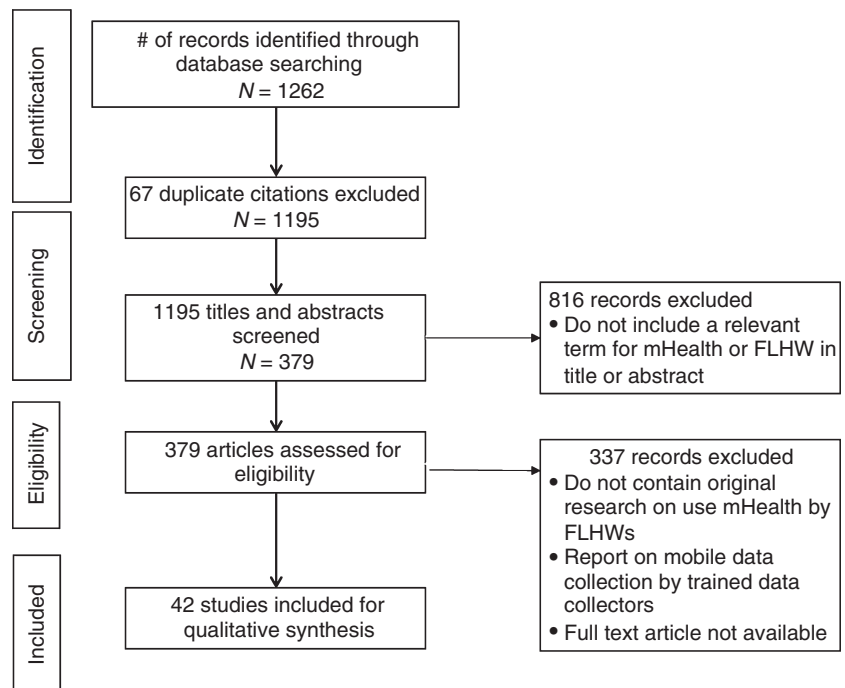 Identification
# of records identified through
database searching
N = 1262
67 duplicate citations excluded
N = 1195
Screening
1195 titles and abstracts
screened
N = 379
816 records excluded
• Do not include a relevant
term for mHealth or FLHW in
title or abstract
Eligibility
379 articles assessed for
eligibility
337 records excluded
• Do not contain original
research on use mHealth by
FLHWs
• Report on mobile data
collection by trained data
collectors
• Full text article not available
Included
42 studies included for
qualitative synthesis